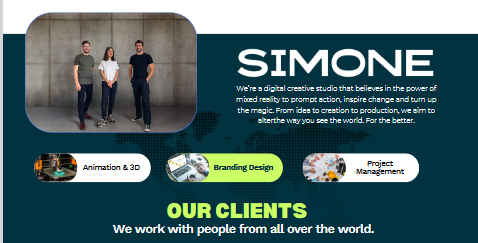 SIMONE
We're a digital creative studio that believes in the power of
mixed reality to prompt action, inspire change and turn up
the magic. From idea to creation to production, we aim to
alterthe way you see the world. For the better.
Animation & 3D
Branding Design
Project
Management
OUR CLIENTS
We work with people from all over the world.